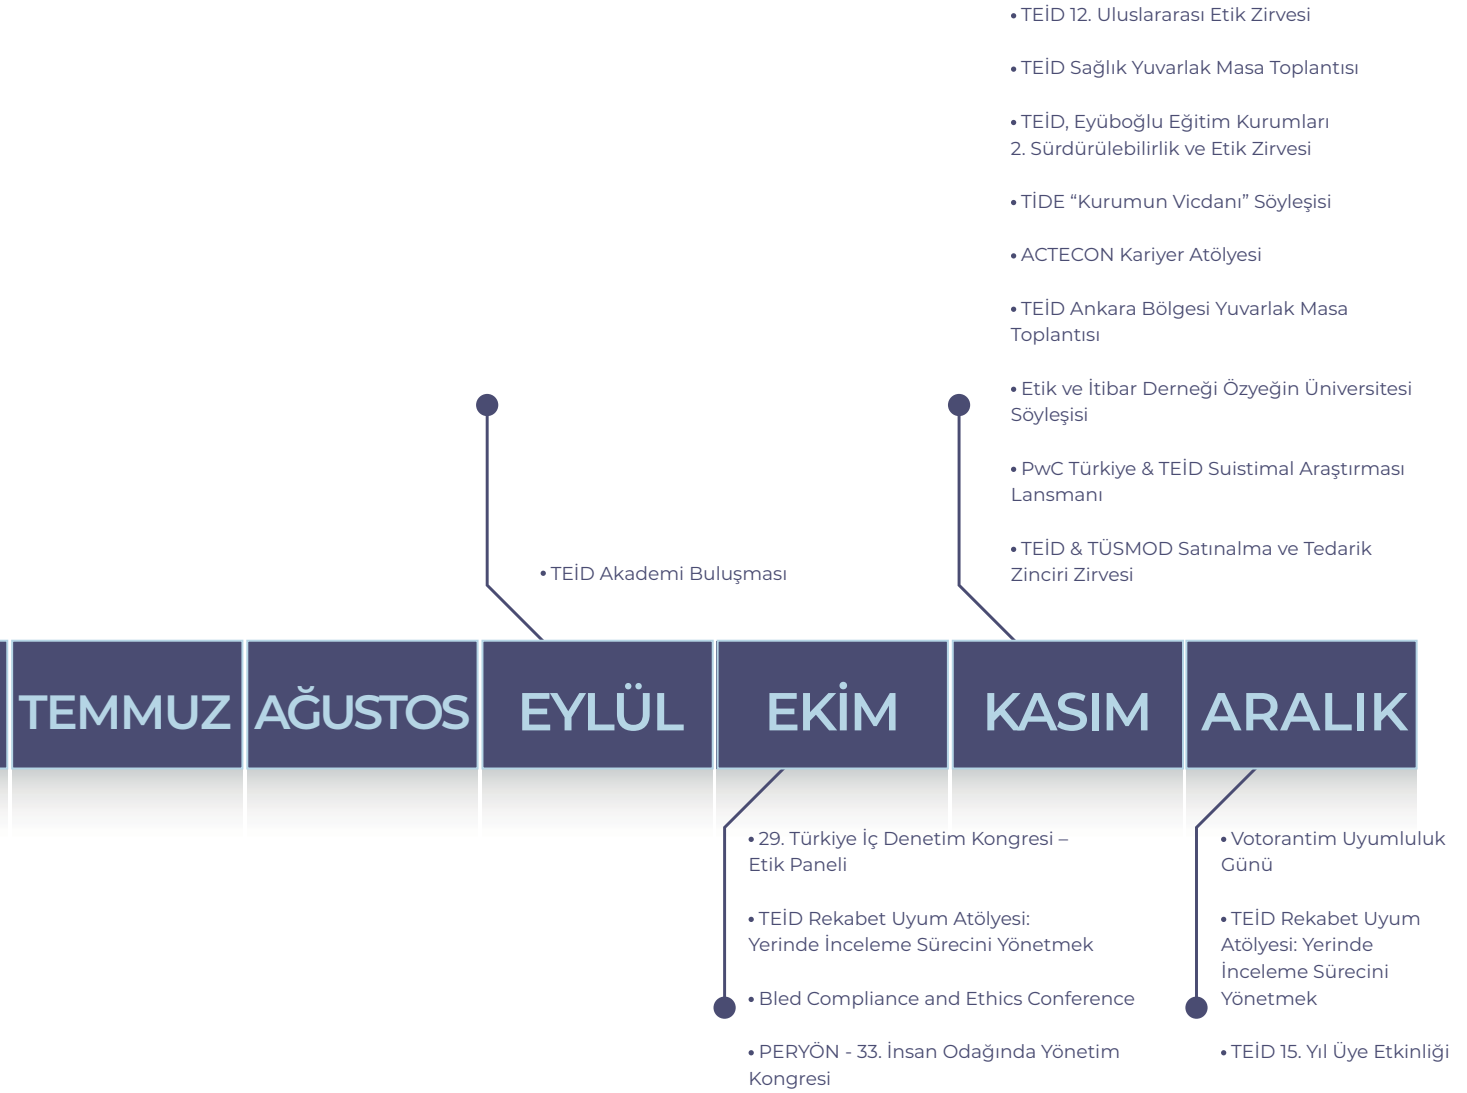 • TEİD 12. Uluslararası Etik Zirvesi
• TEİD Sağlık Yuvarlak Masa Toplantısı
• TEİD, Eyüboğlu Eğitim Kurumları
2. Sürdürülebilirlik ve Etik Zirvesi
• TİDE “Kurumun Vicdanı” Söyleşisi
• ACTECON Kariyer Atölyesi
• TEİD Ankara Bölgesi Yuvarlak Masa
Toplantısı
• Etik ve İtibar Derneği Özyeğin Üniversitesi
Söyleşisi
• PwC Türkiye & TEİD Suistimal Araştırması
Lansmanı
• TEİD & TÜSMOD Satınalma ve Tedarik
Zinciri Zirvesi
• TEİD Akademi Buluşması
TEMMUZ
AĞUSTOS
EYLÜL
EKİM
KASIM
ARALIK
• 29. Türkiye İç Denetim Kongresi –
Etik Paneli
• TEİD Rekabet Uyum Atölyesi:
Yerinde İnceleme Sürecini Yönetmek
• Bled Compliance and Ethics Conference
• PERYÖN - 33. İnsan Odağında Yönetim
Kongresi
• Votorantim Uyumluluk
Günü
• TEİD Rekabet Uyum
Atölyesi: Yerinde
İnceleme Sürecini
Yönetmek
• TEİD 15. Yıl Üye Etkinliği